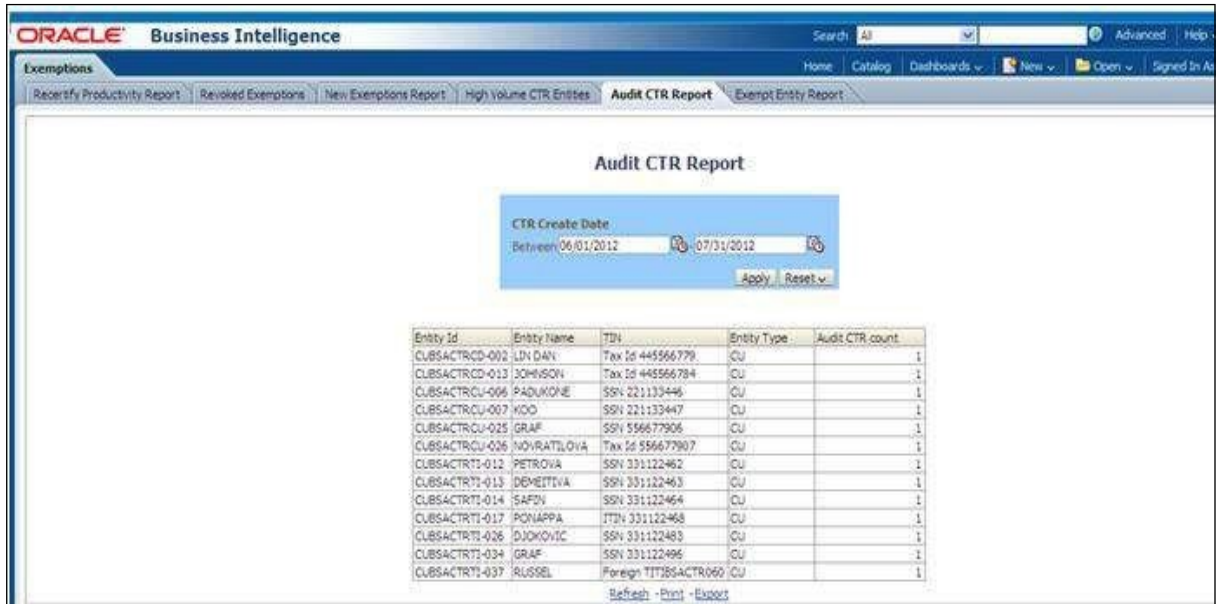 ORACLE Business Intelligence Search All Advanced Help
Exemptions Home Catalog Dashboards New Open Signed In As
Recertify Productivity Report Revoked Exemptions New Exemptions Report High Volume CTR Entities Audit CTR Report Exempt Entity Report
Audit CTR Report
CTR Create Date
Between 06/01/2012 - 07/31/2012
Apply Reset
Entity Id Entity Name TIN Entity Type Audit CTR count
CUBSACTRCD-002 LIN DAN Tax Id 445566779 CU 1
CUBSACTRCD-013 JOHNSON Tax Id 445566784 CU 1
CUBSACTRCU-006 PADUKONE SSN 221133446 CU 1
CUBSACTRCU-007 KOO SSN 221133447 CU 1
CUBSACTRCU-025 GRAF SSN 556677906 CU 1
CUBSACTRCU-026 NOVRATILOVA Tax Id 556677907 CU 1
CUBSACTRTI-012 PETROVA SSN 331122462 CU 1
CUBSACTRTI-013 DEMEITIVA SSN 331122463 CU 1
CUBSACTRTI-014 SAFIN SSN 331122464 CU 1
CUBSACTRTI-017 PONAPPA ITIN 331122468 CU 1
CUBSACTRTI-026 DJOKOVIC SSN 331122483 CU 1
CUBSACTRTI-034 GRAF SSN 331122496 CU 1
CUBSACTRTI-037 RUSSEL Foreign TITIBSACTR060 CU 1
Refresh - Print - Export